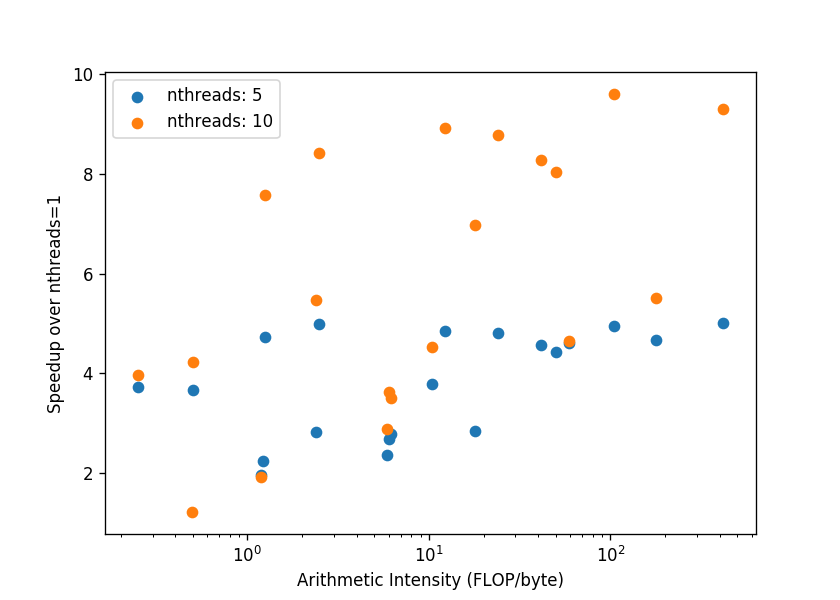 nthreads: 5
nthreads: 10
Speedup over nthreads=1
10
8
6
4
2
10⁰
10¹
10²
Arithmetic Intensity (FLOP/byte)